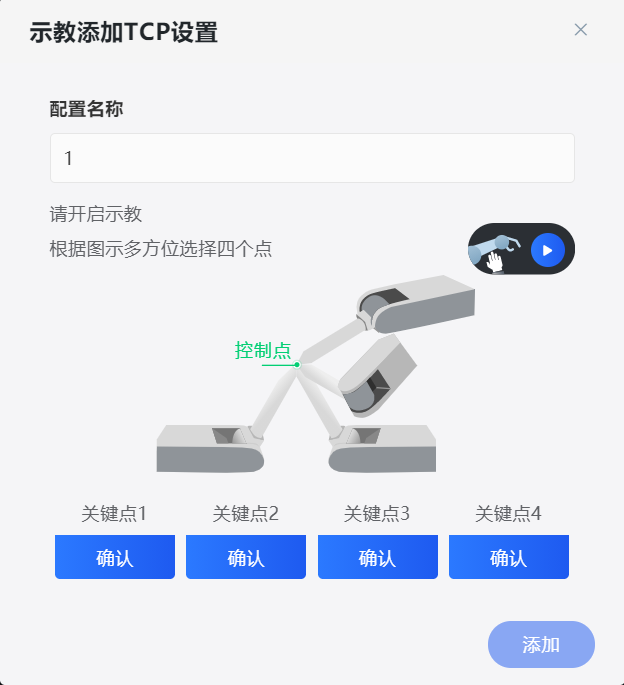 示教添加TCP设置
配置名称
1
请开启示教
根据图示多方位选择四个点
控制点
关键点1 关键点2 关键点3 关键点4
确认 确认 确认 确认
添加